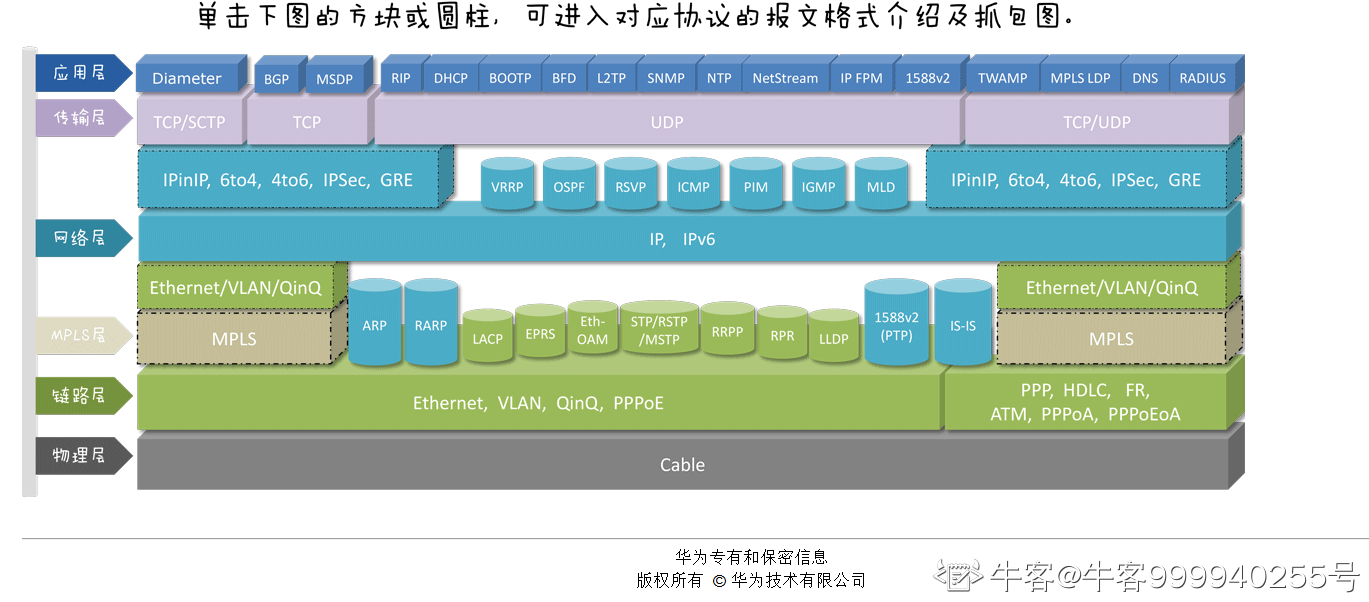 单击下图的方块或圆柱，可进入对应协议的报文格式介绍及抓包图。
应用层
Diameter
BGP
MSDP
RIP
DHCP
BOOTP
BFD
L2TP
SNMP
NTP
NetStream
IP FPM
1588v2
TWAMP
MPLS LDP
DNS
RADIUS
传输层
TCP/SCTP
TCP
UDP
TCP/UDP
IPinIP, 6to4, 4to6, IPSec, GRE
VRRP
OSPF
RSVP
ICMP
PIM
IGMP
MLD
IPinIP, 6to4, 4to6, IPSec, GRE
网络层
IP, IPv6
Ethernet/VLAN/QinQ
Ethernet/VLAN/QinQ
MPLS层
MPLS
ARP
RARP
LACP
EPRS
Eth-
OAM
STP/RSTP
/MSTP
RRPP
RPR
LLDP
1588v2
(PTP)
IS-IS
MPLS
链路层
Ethernet, VLAN, QinQ, PPPoE
PPP, HDLC, FR,
ATM, PPPoA, PPPoEoA
物理层
Cable
华为专有和保密信息
版权所有 © 华为技术有限公司
牛客@牛客999940255号